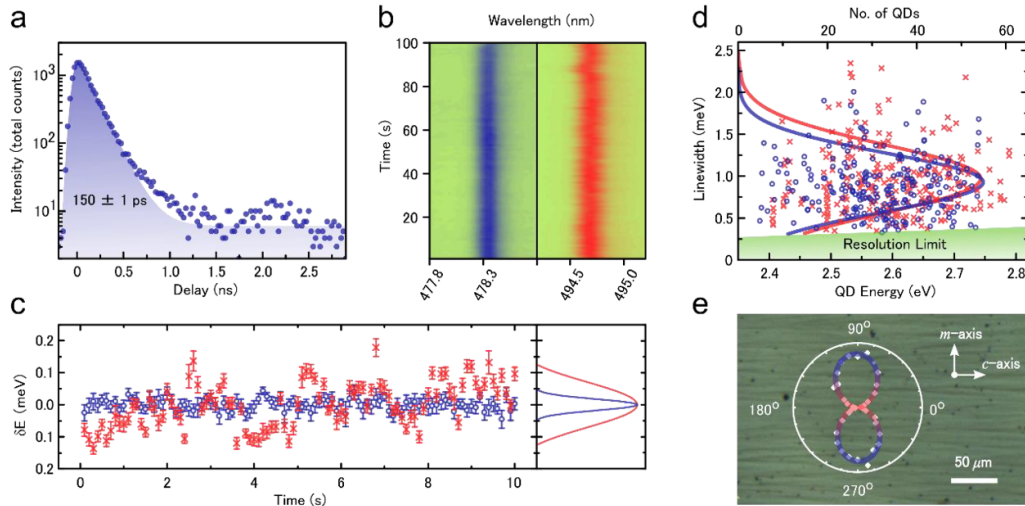 a
Intensity (total counts)
10³
10²
10¹
150 ± 1 ps
0
0.5
1.0
1.5
2.0
2.5
Delay (ns)
b
Wavelength (nm)
Time (s)
100
80
60
40
20
477.8
478.3
494.5
495.0
c
δE (meV)
0.2
0.1
0.0
0.1
0.2
0
2
4
6
8
10
Time (s)
d
No. of QDs
0
10
20
30
40
50
60
Linewidth (meV)
2.5
2.0
1.5
1.0
0.5
0
Resolution Limit
2.4
2.5
2.6
2.7
2.8
QD Energy (eV)
e
90°
m-axis
c-axis
180°
0°
50 μm
270°